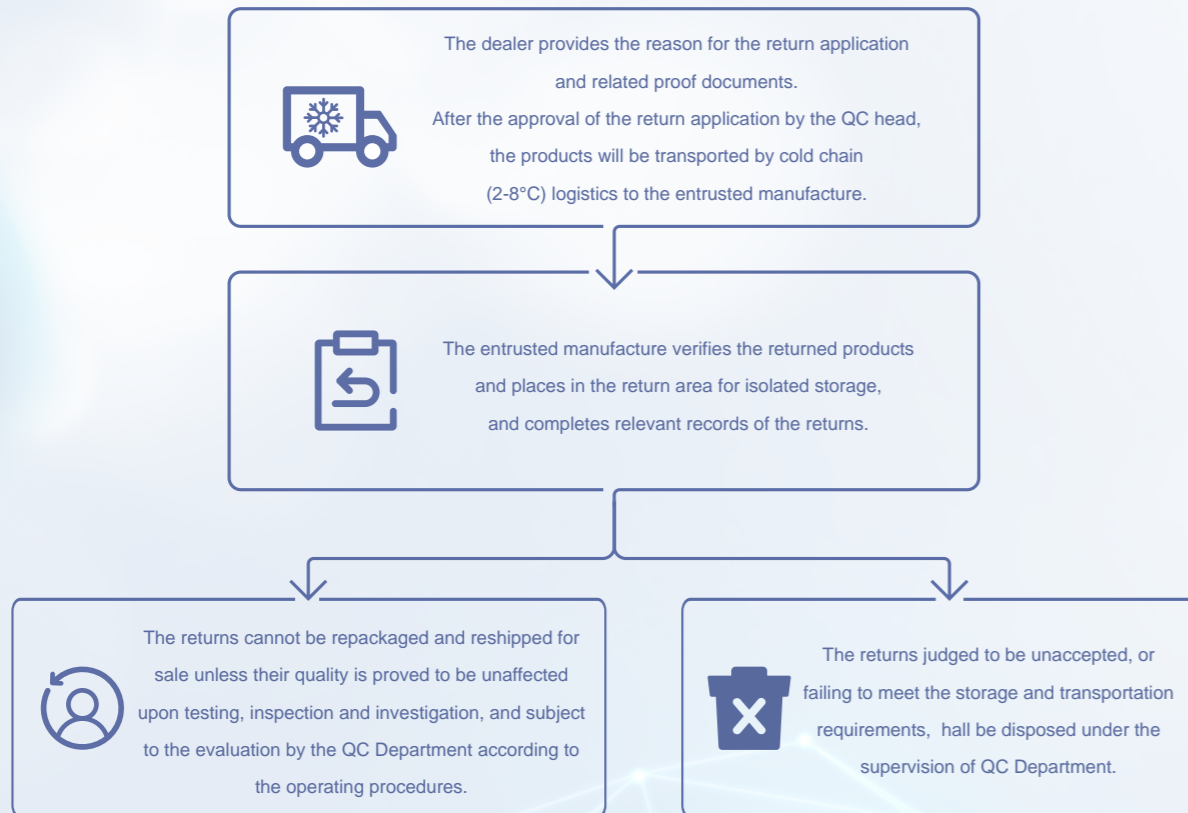 The dealer provides the reason for the return application
and related proof documents.
After the approval of the return application by the QC head,
the products will be transported by cold chain
(2-8°C) logistics to the entrusted manufacture.
The entrusted manufacture verifies the returned products
and places in the return area for isolated storage,
and completes relevant records of the returns.
The returns cannot be repackaged and reshipped for
sale unless their quality is proved to be unaffected
upon testing, inspection and investigation, and subject
to the evaluation by the QC Department according to
the operating procedures.
The returns judged to be unaccepted, or
failing to meet the storage and transportation
requirements, hall be disposed under the
supervision of QC Department.